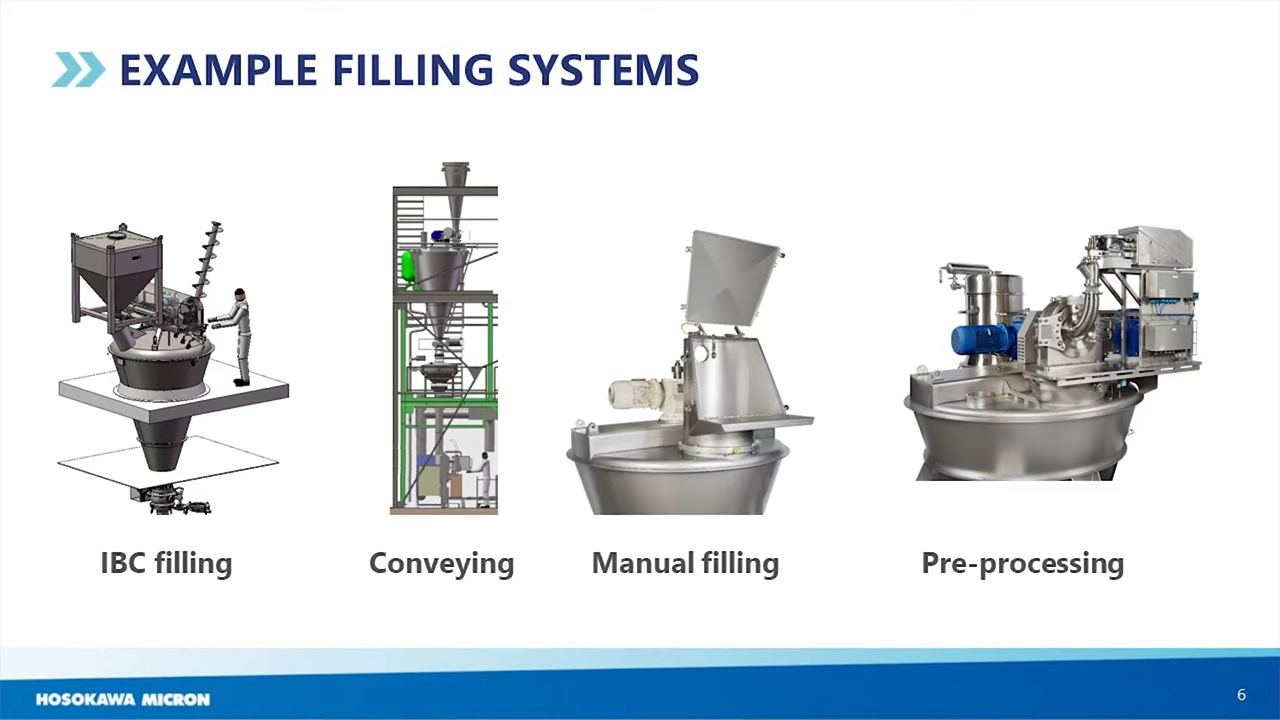 EXAMPLE FILLING SYSTEMS
IBC filling
Conveying
Manual filling
Pre-processing
HOSOKAWA MICRON
6